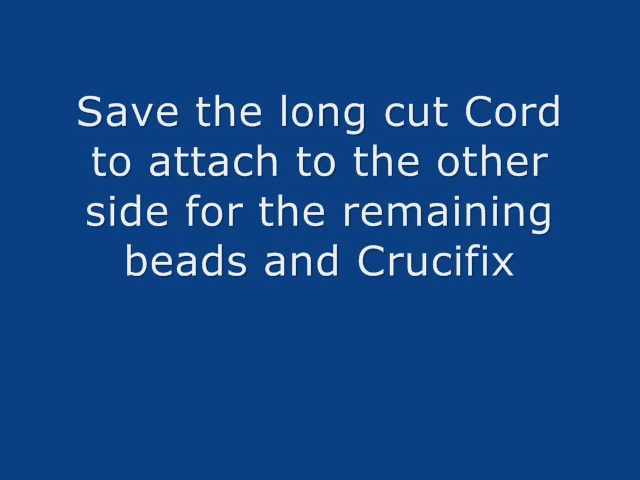 Save the long cut Cord
to attach to the other
side for the remaining
beads and Crucifix